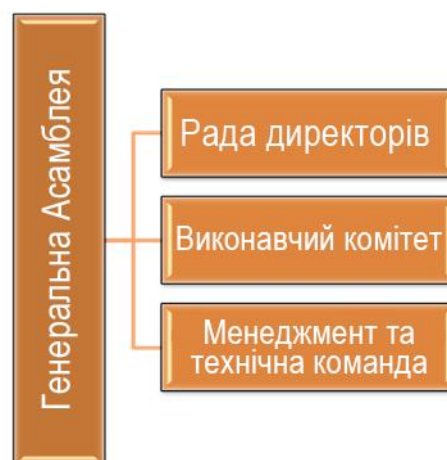 Генеральна Асамблея
Рада директорів
Виконавчий комітет
Менеджмент та
технічна команда